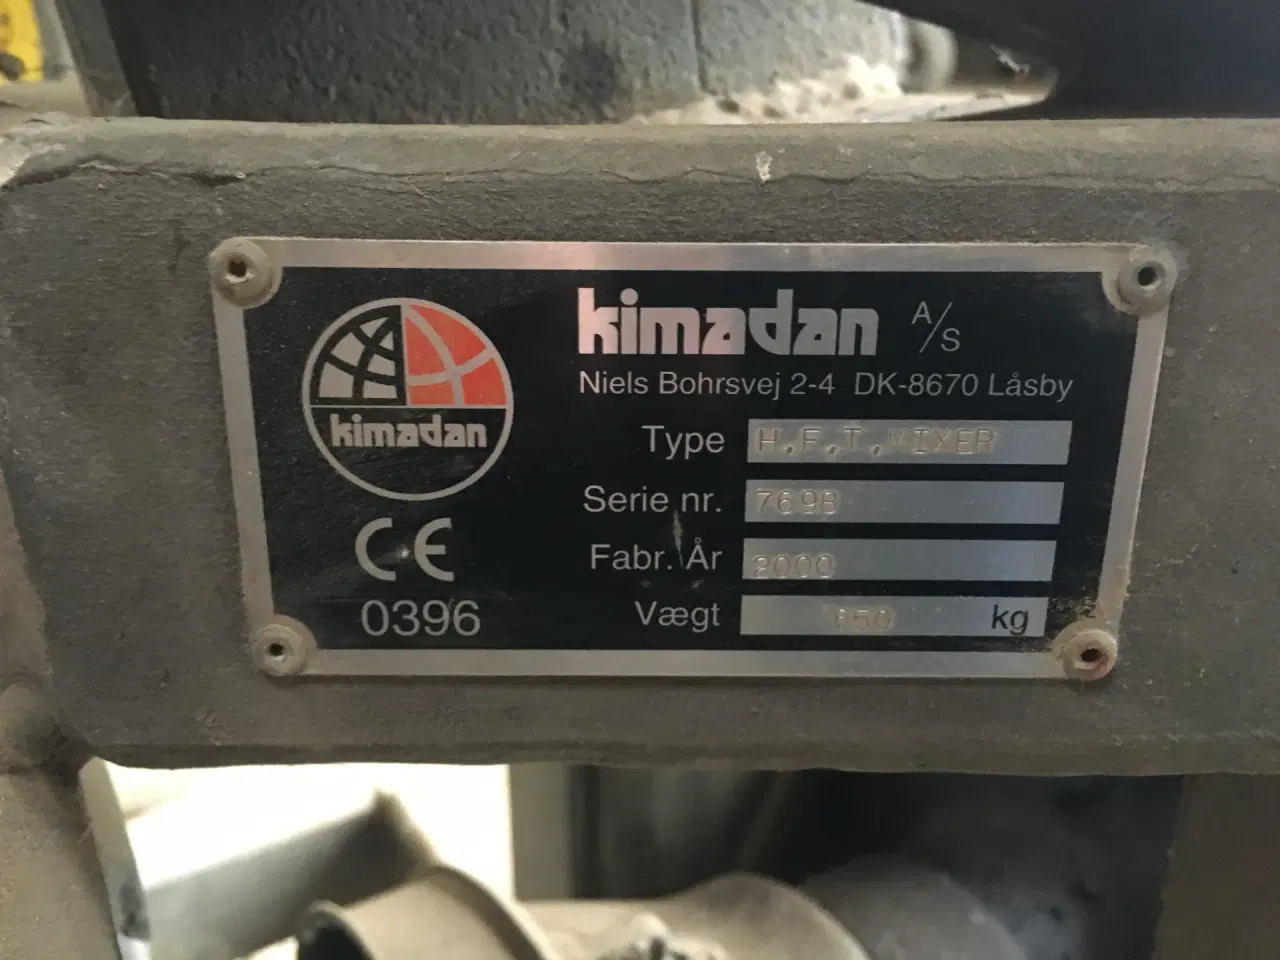 kimadan
CE
0396
kimadan A/S
Niels Bohrsvej 2-4 DK-8670 Låsby
Type H.F.T.MIXER
Serie nr.
Fabr. År 2000
Vægt 650 kg